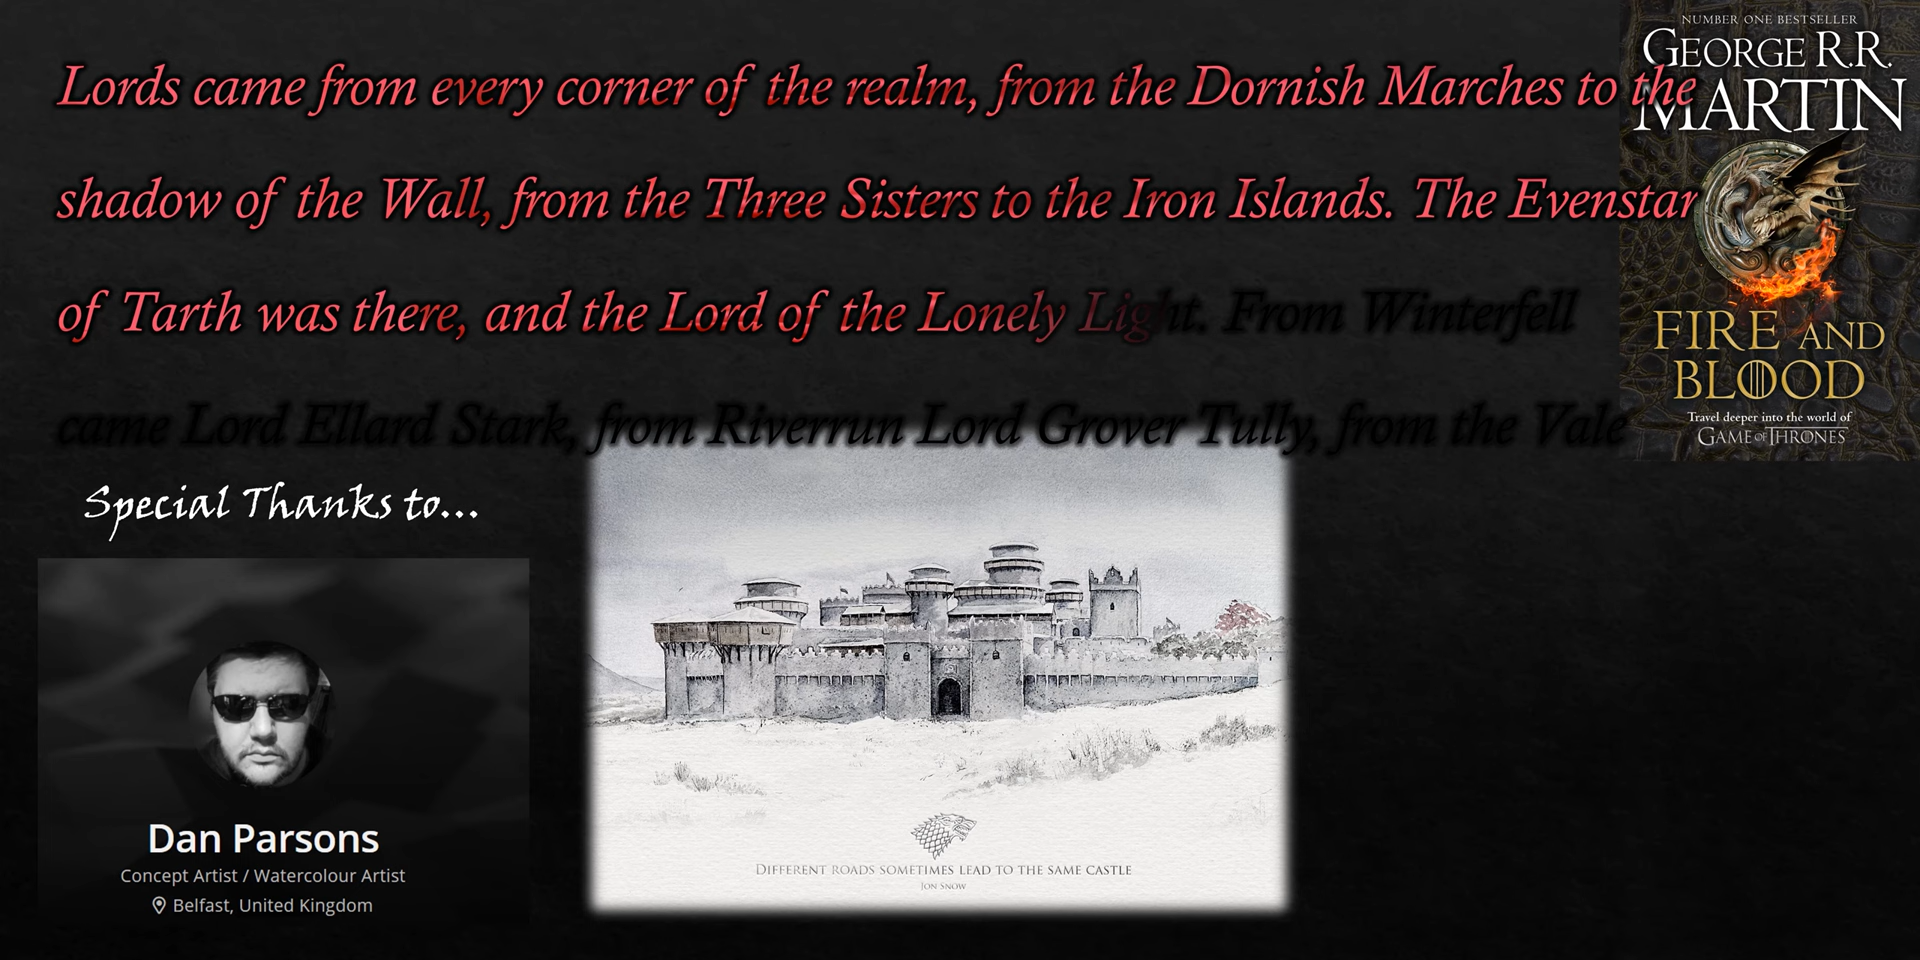 Lords came from every corner of the realm, from the Dornish Marches to the
shadow of the Wall, from the Three Sisters to the Iron Islands. The Evenstar
of Tarth was there, and the Lord of the Lonely Light. From Winterfell
came Lord Ellard Stark, from Riverrun Lord Grover Tully, from the Vale
NUMBER ONE BESTSELLER
GEORGE R.R.
MARTIN
FIRE AND
BLOOD
Travel deeper into the world of
GAME OF THRONES
Special Thanks to...
Dan Parsons
Concept Artist / Watercolour Artist
Belfast, United Kingdom
DIFFERENT ROADS SOMETIMES LEAD TO THE SAME CASTLE
JON SNOW